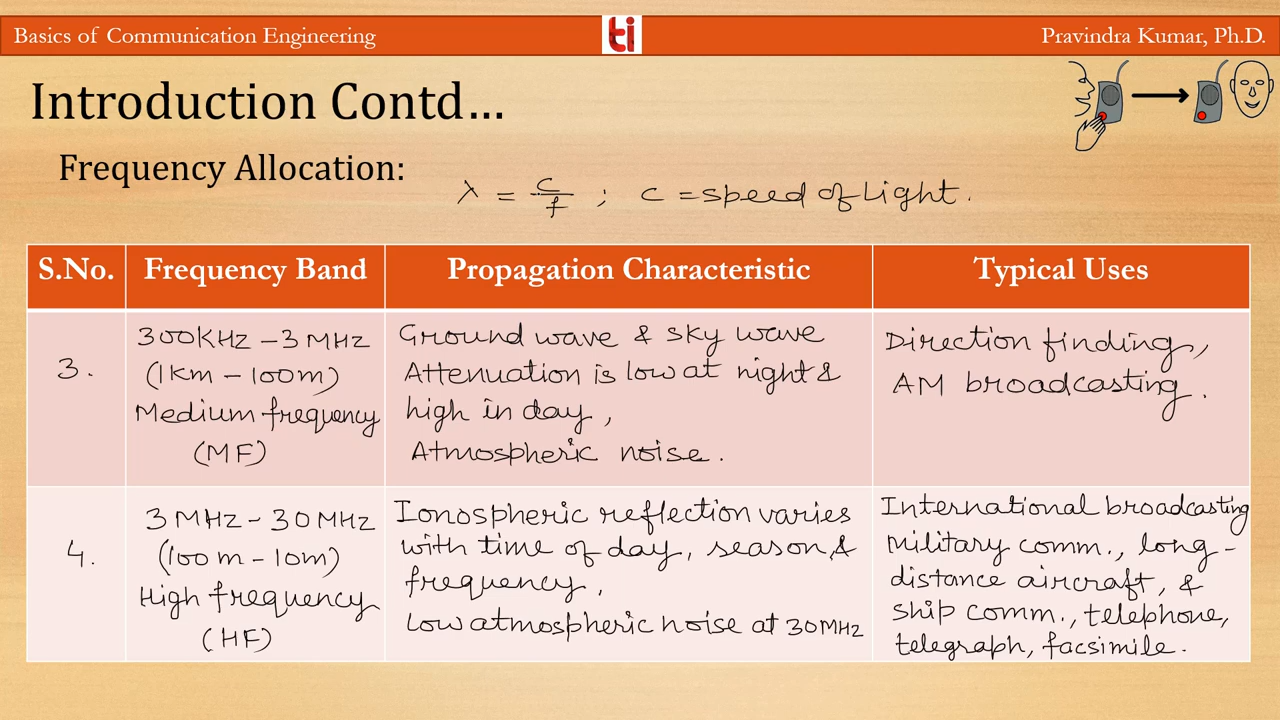 Basics of Communication Engineering
ti
Pravindra Kumar, Ph.D.
Introduction Contd...
Frequency Allocation:
λ = c/f ; c = speed of Light.
S.No.
Frequency Band
Propagation Characteristic
Typical Uses
3.
300KHz - 3 MHz
(1Km - 100m)
Medium frequency
(MF)
Ground wave & sky wave
Attenuation is low at night &
high in day,
Atmospheric noise.
Direction finding,
AM broadcasting.
4.
3 MHz - 30 MHz
(100m - 10m)
High frequency
(HF)
Ionospheric reflection varies
with time of day, season, &
frequency,
Low atmospheric noise at 30MHz
International broadcasting
Military comm., long-
distance aircraft, &
ship comm., telephone,
telegraph, facsimile.